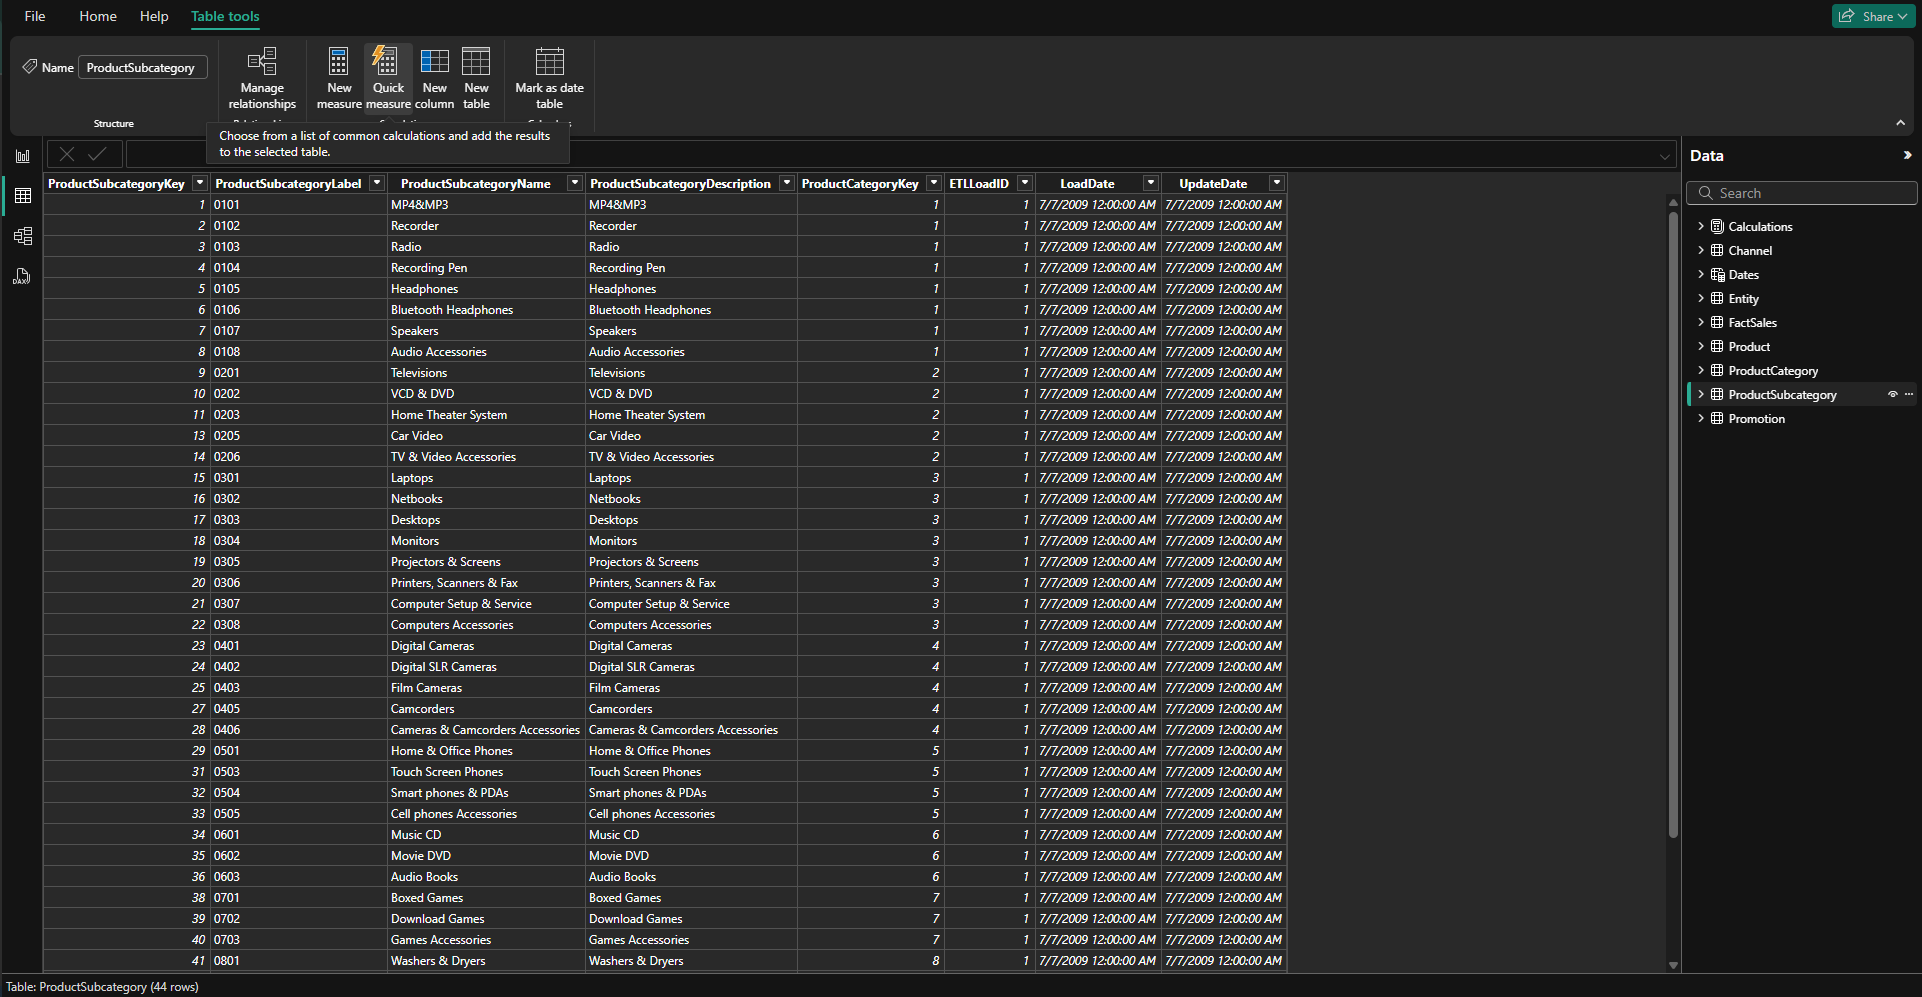 File Home Help Table tools Share
Name ProductSubcategory
Manage relationships
New measure
Quick measure
New column
New table
Mark as date table
Structure
Choose from a list of common calculations and add the results
to the selected table.
ProductSubcategoryKey ProductSubcategoryLabel ProductSubcategoryName ProductSubcategoryDescription ProductCategoryKey ETLLoadID LoadDate UpdateDate
1 0101 MP4&MP3 MP4&MP3 1 1 7/7/2009 12:00:00 AM 7/7/2009 12:00:00 AM
2 0102 Recorder Recorder 1 1 7/7/2009 12:00:00 AM 7/7/2009 12:00:00 AM
3 0103 Radio Radio 1 1 7/7/2009 12:00:00 AM 7/7/2009 12:00:00 AM
4 0104 Recording Pen Recording Pen 1 1 7/7/2009 12:00:00 AM 7/7/2009 12:00:00 AM
5 0105 Headphones Headphones 1 1 7/7/2009 12:00:00 AM 7/7/2009 12:00:00 AM
6 0106 Bluetooth Headphones Bluetooth Headphones 1 1 7/7/2009 12:00:00 AM 7/7/2009 12:00:00 AM
7 0107 Speakers Speakers 1 1 7/7/2009 12:00:00 AM 7/7/2009 12:00:00 AM
8 0108 Audio Accessories Audio Accessories 1 1 7/7/2009 12:00:00 AM 7/7/2009 12:00:00 AM
9 0201 Televisions Televisions 2 1 7/7/2009 12:00:00 AM 7/7/2009 12:00:00 AM
10 0202 VCD & DVD VCD & DVD 2 1 7/7/2009 12:00:00 AM 7/7/2009 12:00:00 AM
11 0203 Home Theater System Home Theater System 2 1 7/7/2009 12:00:00 AM 7/7/2009 12:00:00 AM
13 0205 Car Video Car Video 2 1 7/7/2009 12:00:00 AM 7/7/2009 12:00:00 AM
14 0206 TV & Video Accessories TV & Video Accessories 2 1 7/7/2009 12:00:00 AM 7/7/2009 12:00:00 AM
15 0301 Laptops Laptops 3 1 7/7/2009 12:00:00 AM 7/7/2009 12:00:00 AM
16 0302 Netbooks Netbooks 3 1 7/7/2009 12:00:00 AM 7/7/2009 12:00:00 AM
17 0303 Desktops Desktops 3 1 7/7/2009 12:00:00 AM 7/7/2009 12:00:00 AM
18 0304 Monitors Monitors 3 1 7/7/2009 12:00:00 AM 7/7/2009 12:00:00 AM
19 0305 Projectors & Screens Projectors & Screens 3 1 7/7/2009 12:00:00 AM 7/7/2009 12:00:00 AM
20 0306 Printers, Scanners & Fax Printers, Scanners & Fax 3 1 7/7/2009 12:00:00 AM 7/7/2009 12:00:00 AM
21 0307 Computer Setup & Service Computer Setup & Service 3 1 7/7/2009 12:00:00 AM 7/7/2009 12:00:00 AM
22 0308 Computers Accessories Computers Accessories 3 1 7/7/2009 12:00:00 AM 7/7/2009 12:00:00 AM
23 0401 Digital Cameras Digital Cameras 4 1 7/7/2009 12:00:00 AM 7/7/2009 12:00:00 AM
24 0402 Digital SLR Cameras Digital SLR Cameras 4 1 7/7/2009 12:00:00 AM 7/7/2009 12:00:00 AM
25 0403 Film Cameras Film Cameras 4 1 7/7/2009 12:00:00 AM 7/7/2009 12:00:00 AM
27 0405 Camcorders Camcorders 4 1 7/7/2009 12:00:00 AM 7/7/2009 12:00:00 AM
28 0406 Cameras & Camcorders Accessories Cameras & Camcorders Accessories 4 1 7/7/2009 12:00:00 AM 7/7/2009 12:00:00 AM
29 0501 Home & Office Phones Home & Office Phones 5 1 7/7/2009 12:00:00 AM 7/7/2009 12:00:00 AM
31 0503 Touch Screen Phones Touch Screen Phones 5 1 7/7/2009 12:00:00 AM 7/7/2009 12:00:00 AM
32 0504 Smart phones & PDAs Smart phones & PDAs 5 1 7/7/2009 12:00:00 AM 7/7/2009 12:00:00 AM
33 0505 Cell phones Accessories Cell phones Accessories 5 1 7/7/2009 12:00:00 AM 7/7/2009 12:00:00 AM
34 0601 Music CD Music CD 6 1 7/7/2009 12:00:00 AM 7/7/2009 12:00:00 AM
35 0602 Movie DVD Movie DVD 6 1 7/7/2009 12:00:00 AM 7/7/2009 12:00:00 AM
36 0603 Audio Books Audio Books 6 1 7/7/2009 12:00:00 AM 7/7/2009 12:00:00 AM
38 0701 Boxed Games Boxed Games 7 1 7/7/2009 12:00:00 AM 7/7/2009 12:00:00 AM
39 0702 Download Games Download Games 7 1 7/7/2009 12:00:00 AM 7/7/2009 12:00:00 AM
40 0703 Games Accessories Games Accessories 7 1 7/7/2009 12:00:00 AM 7/7/2009 12:00:00 AM
41 0801 Washers & Dryers Washers & Dryers 8 1 7/7/2009 12:00:00 AM 7/7/2009 12:00:00 AM
DAX
Data
Search
Calculations
Channel
Dates
Entity
FactSales
Product
ProductCategory
ProductSubcategory
Promotion
Table: ProductSubcategory (44 rows)